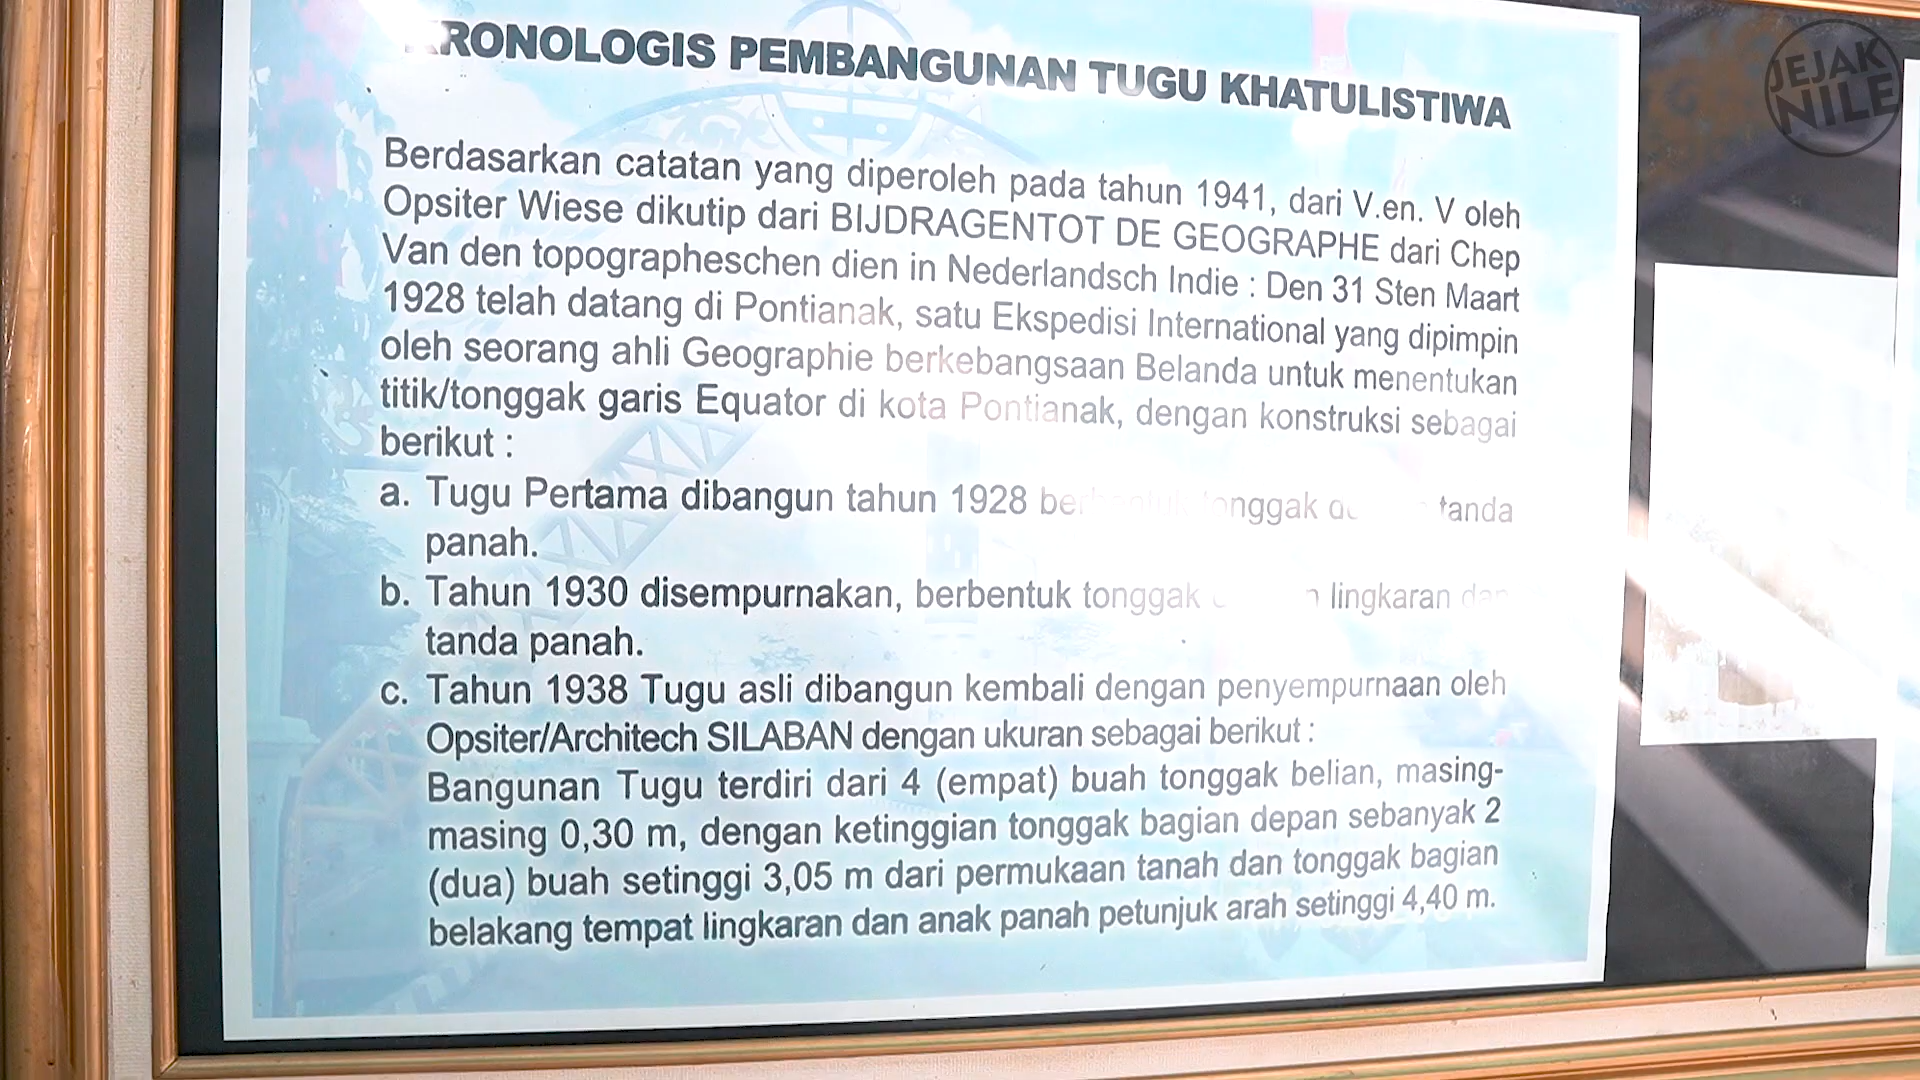 KRONOLOGIS PEMBANGUNAN TUGU KHATULISTIWA
Berdasarkan catatan yang diperoleh pada tahun 1941, dari V.en. V oleh
Opsiter Wiese dikutip dari BIJDRAGENTOT DE GEOGRAPHE dari Chep
Van den topographeschen dien in Nederlandsch Indie : Den 31 Sten Maart
1928 telah datang di Pontianak, satu Ekspedisi International yang dipimpin
oleh seorang ahli Geographie berkebangsaan Belanda untuk menentukan
titik/tonggak garis Equator di kota Pontianak, dengan konstruksi sebagai
berikut :
a. Tugu Pertama dibangun tahun 1928 berbentuk tonggak tanda
panah.
b. Tahun 1930 disempurnakan, berbentuk tonggak lingkaran dan
tanda panah.
c. Tahun 1938 Tugu asli dibangun kembali dengan penyempurnaan oleh
Opsiter/Architech SILABAN dengan ukuran sebagai berikut :
Bangunan Tugu terdiri dari 4 (empat) buah tonggak belian, masing-
masing 0,30 m, dengan ketinggian tonggak bagian depan sebanyak 2
(dua) buah setinggi 3,05 m dari permukaan tanah dan tonggak bagian
belakang tempat lingkaran dan anak panah petunjuk arah setinggi 4,40 m.
JEJAK
NILE